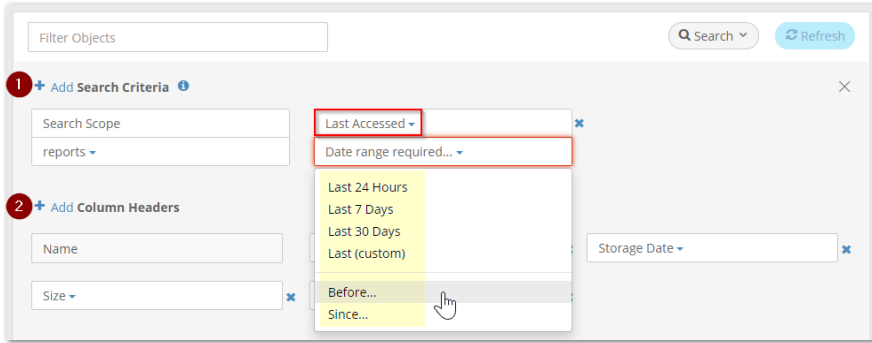 Filter Objects
Search
Refresh
1
Add Search Criteria
Search Scope
Last Accessed
reports
Date range required...
Last 24 Hours
Last 7 Days
Last 30 Days
Last (custom)
Before...
Since...
2
Add Column Headers
Name
Storage Date
Size